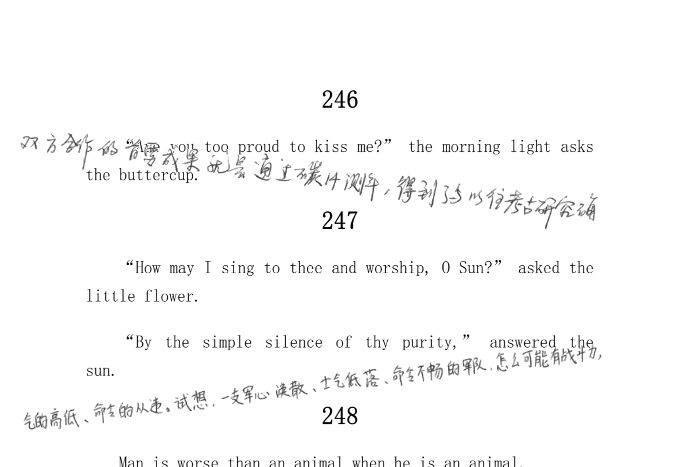 246
“Are you too proud to kiss me?” the morning light asks
双方合作的首要成果就是通过碳14测年，得到了与以往考古研究确
the buttercup.
247
“How may I sing to thee and worship, O Sun?” asked the
little flower.
“By the simple silence of thy purity,” answered the
sun.
气的高低、命令的从违。试想，一支军心涣散、士气低落、命令不畅的军队，怎么可能有战斗力，
248
Man is worse than an animal when he is an animal.